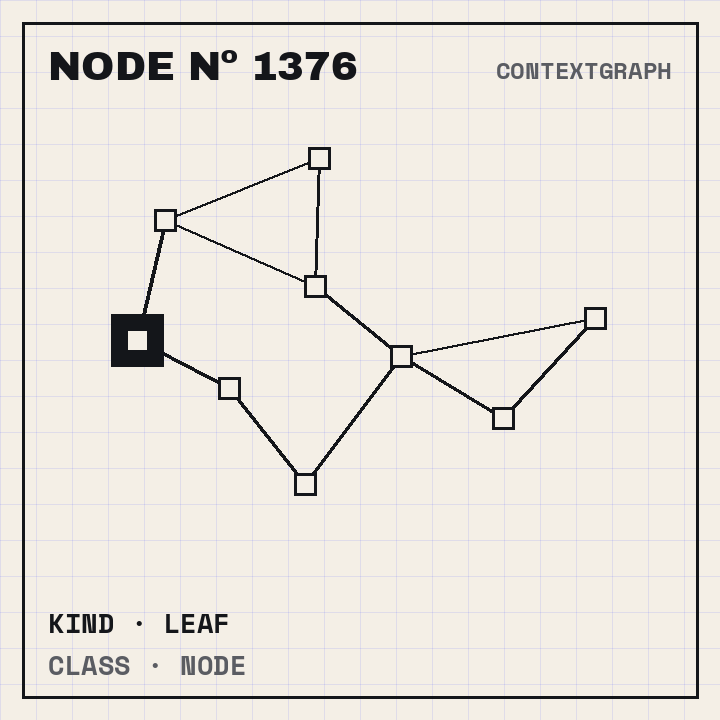 NODE Nº 1376
CONTEXTGRAPH
KIND · LEAF
CLASS · NODE